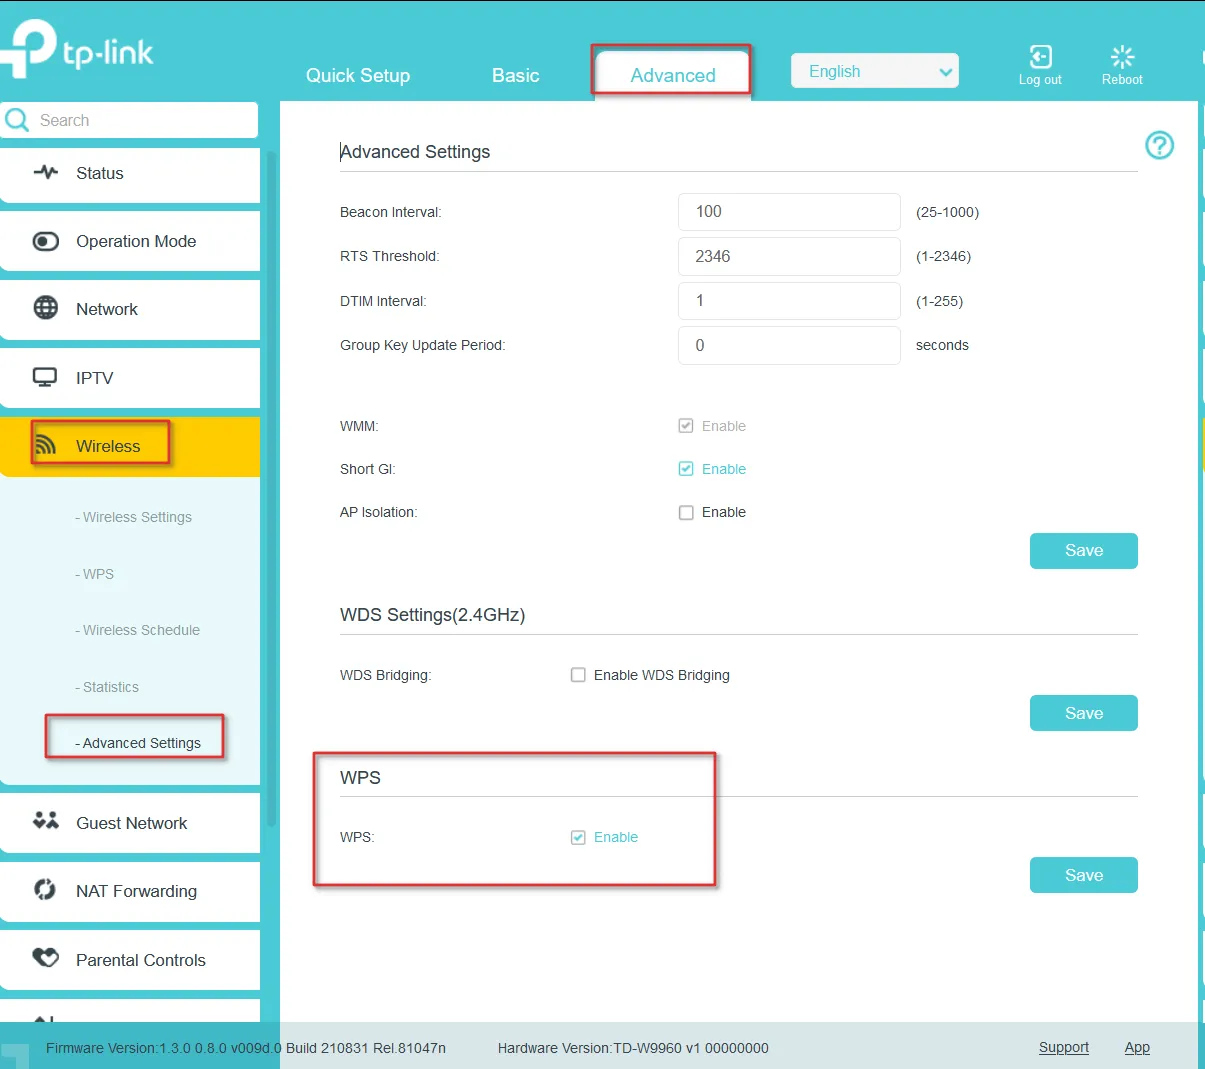 tp-link
Quick Setup Basic Advanced English Log out Reboot
Search
Status
Operation Mode
Network
IPTV
Wireless
- Wireless Settings
- WPS
- Wireless Schedule
- Statistics
- Advanced Settings
Guest Network
NAT Forwarding
Parental Controls
Advanced Settings
?
Beacon Interval: 100 (25-1000)
RTS Threshold: 2346 (1-2346)
DTIM Interval: 1 (1-255)
Group Key Update Period: 0 seconds
WMM: Enable
Short GI: Enable
AP Isolation: Enable
Save
WDS Settings(2.4GHz)
WDS Bridging: Enable WDS Bridging
Save
WPS
WPS: Enable
Save
Firmware Version:1.3.0 0.8.0 v009d.0 Build 210831 Rel.81047n Hardware Version:TD-W9960 v1 00000000 Support App